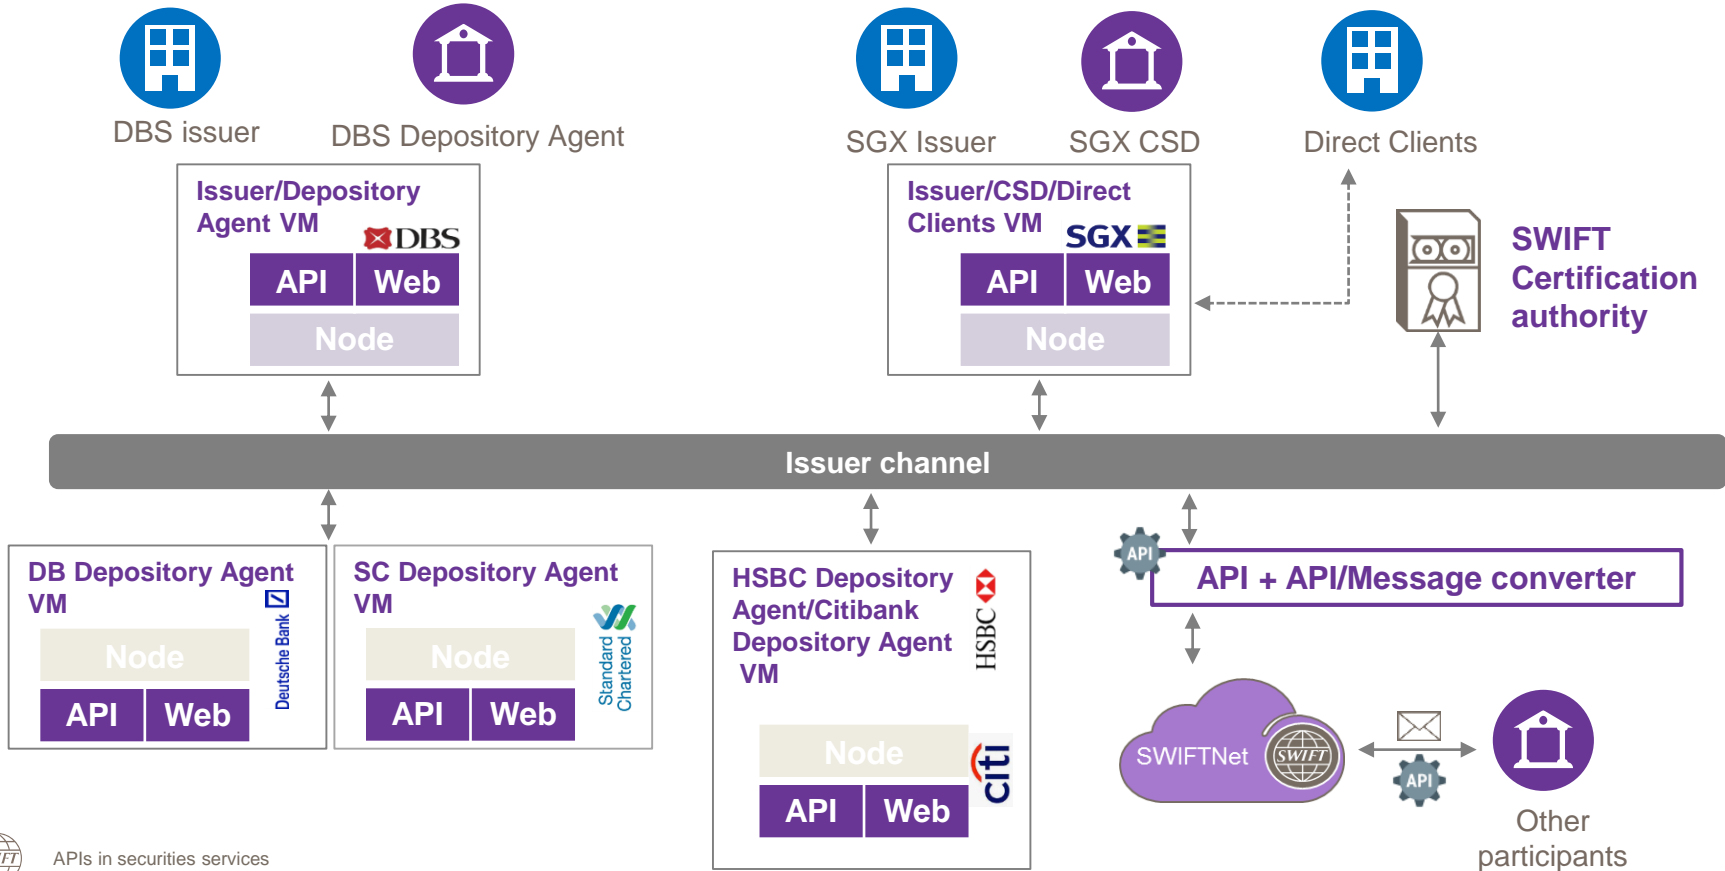 DBS issuer
DBS Depository Agent
SGX Issuer
SGX CSD
Direct Clients
Issuer/Depository
Agent VM
DBS
API
Web
Node
Issuer/CSD/Direct
Clients VM
SGX
API
Web
Node
SWIFT
Certification
authority
Issuer channel
DB Depository Agent
VM
Deutsche Bank
Node
API
Web
SC Depository Agent
VM
Standard
Chartered
Node
API
Web
HSBC Depository
Agent/Citibank
Depository Agent
VM
HSBC
Node
citi
API
Web
API
API + API/Message converter
SWIFTNet
SWIFT
API
Other
participants
APIs in securities services